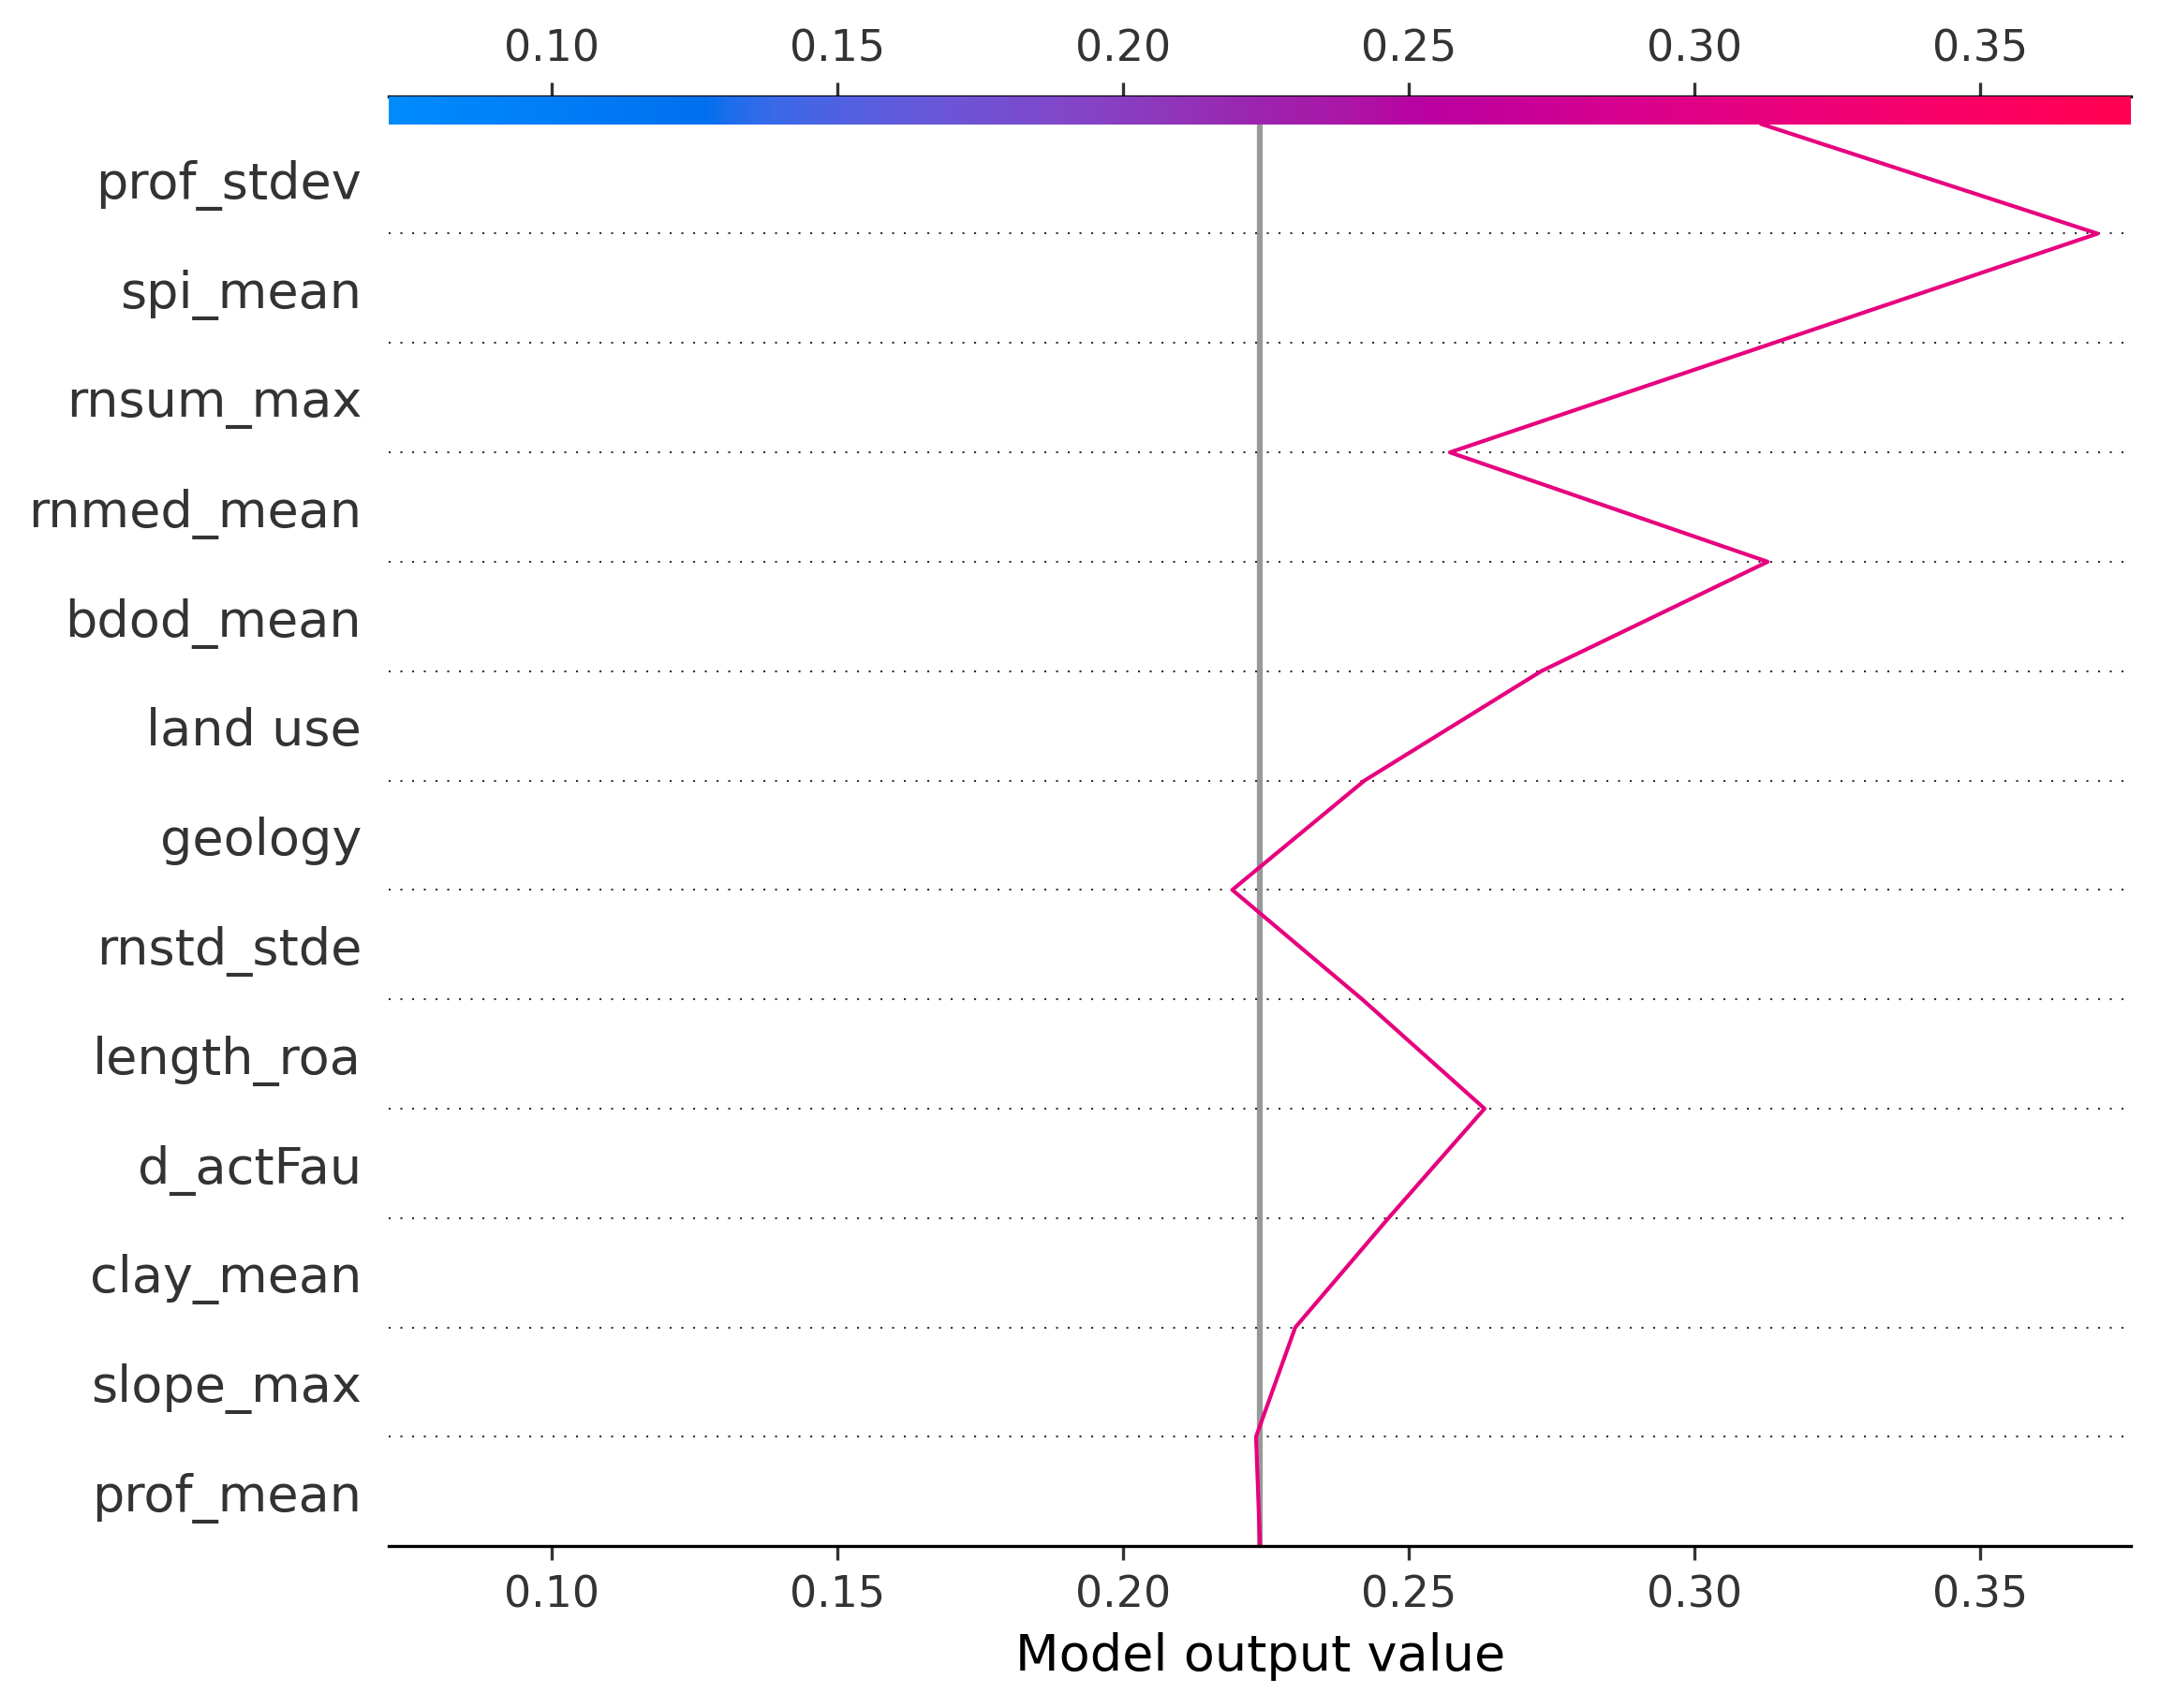 0.10 0.15 0.20 0.25 0.30 0.35
prof_stdev
spi_mean
rnsum_max
rnmed_mean
bdod_mean
land use
geology
rnstd_stde
length_roa
d_actFau
clay_mean
slope_max
prof_mean
0.10 0.15 0.20 0.25 0.30 0.35
Model output value